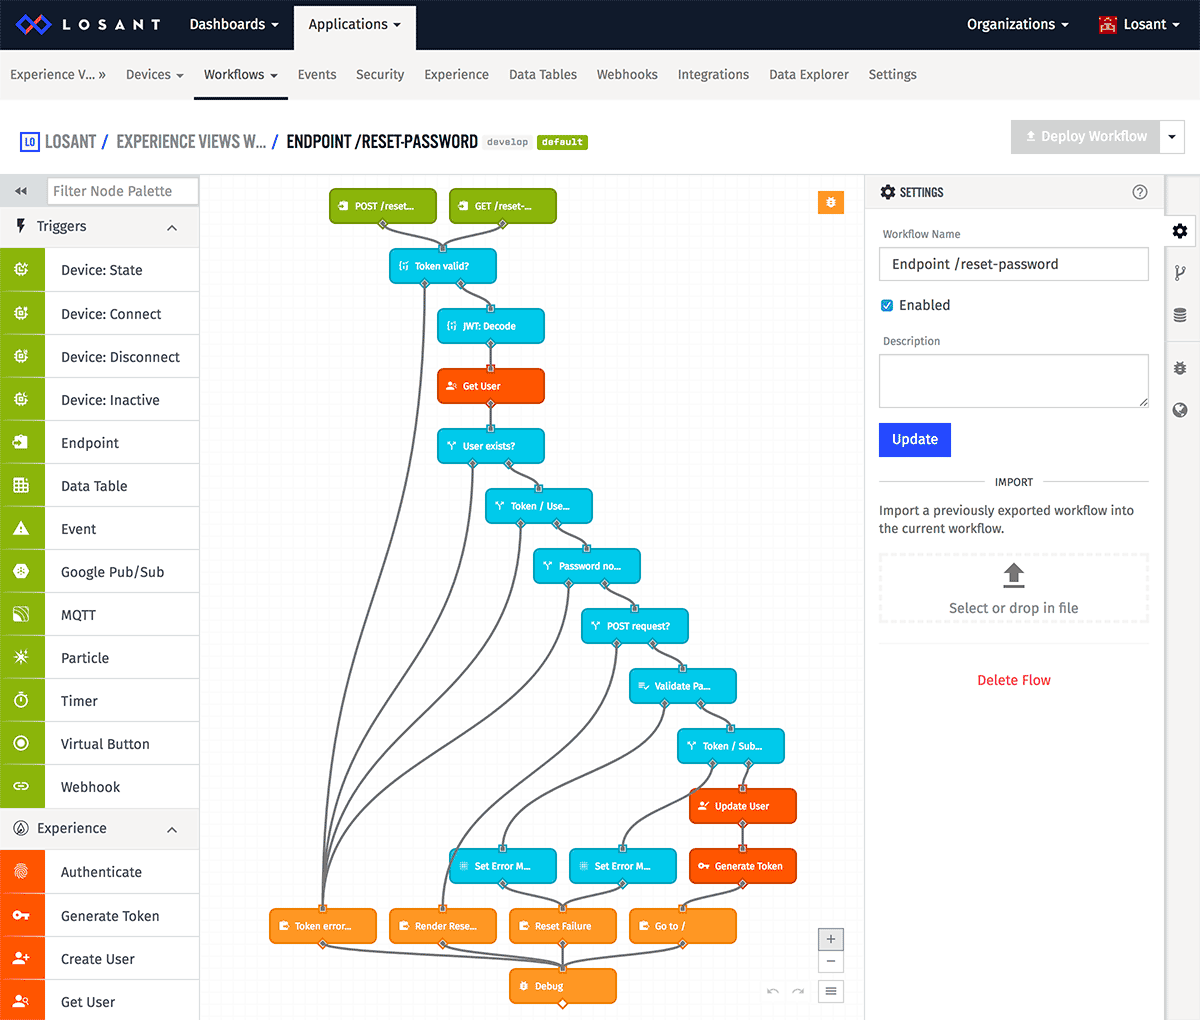 LOSANT Dashboards Applications Organizations Losant
Experience V... » Devices Workflows Events Security Experience Data Tables Webhooks Integrations Data Explorer Settings
LO LOSANT / EXPERIENCE VIEWS W... / ENDPOINT /RESET-PASSWORD develop default
Deploy Workflow
Filter Node Palette
Triggers
Device: State
Device: Connect
Device: Disconnect
Device: Inactive
Endpoint
Data Table
Event
Google Pub/Sub
MQTT
Particle
Timer
Virtual Button
Webhook
Experience
Authenticate
Generate Token
Create User
Get User
POST /reset...
GET /reset-...
Token valid?
JWT: Decode
Get User
User exists?
Token / Use...
Password no...
POST request?
Validate Pa...
Token / Sub...
Update User
Set Error M...
Set Error M...
Generate Token
Token error...
Render Rese...
Reset Failure
Go to /
Debug
SETTINGS
Workflow Name
Endpoint /reset-password
Enabled
Description
Update
IMPORT
Import a previously exported workflow into
the current workflow.
Select or drop in file
Delete Flow